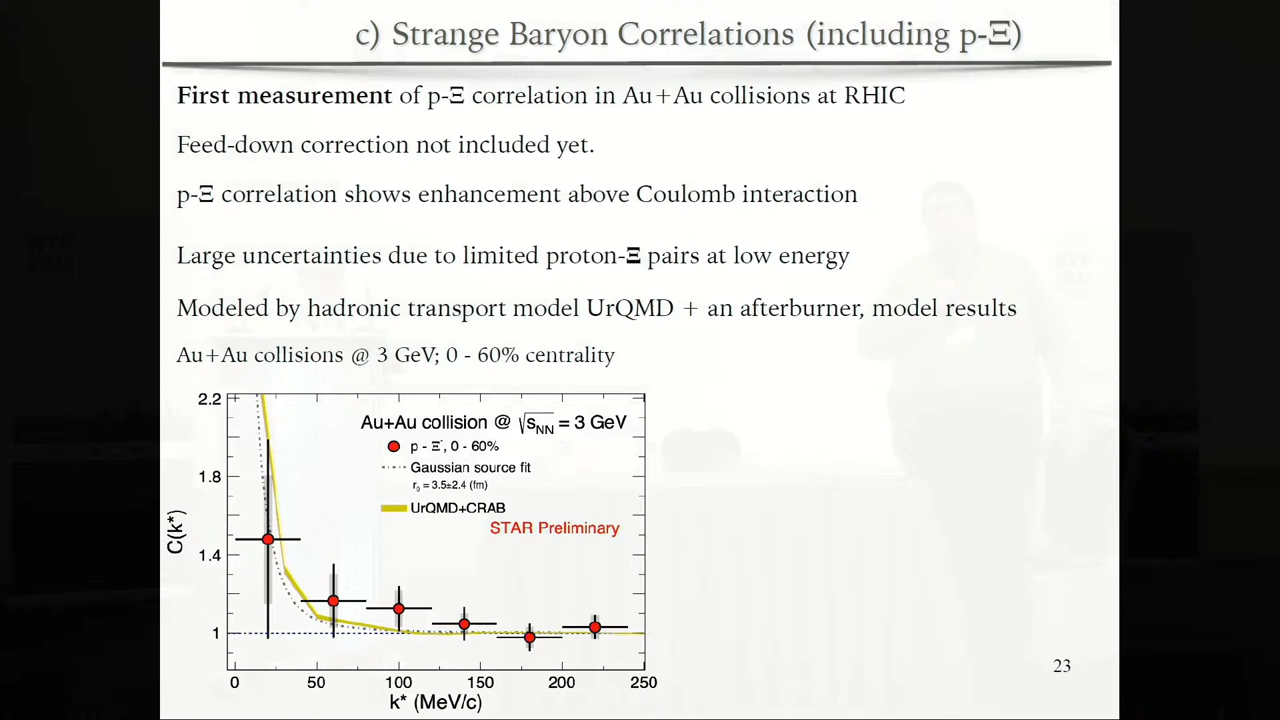 c) Strange Baryon Correlations (including p-Ξ)
First measurement of p-Ξ correlation in Au+Au collisions at RHIC
Feed-down correction not included yet.
p-Ξ correlation shows enhancement above Coulomb interaction
Large uncertainties due to limited proton-Ξ pairs at low energy
Modeled by hadronic transport model UrQMD + an afterburner, model results
Au+Au collisions @ 3 GeV; 0 - 60% centrality
Au+Au collision @ √sNN = 3 GeV
p - Ξ⁻, 0 - 60%
Gaussian source fit
r₀ = 3.5±2.4 (fm)
UrQMD+CRAB
STAR Preliminary
C(k*)
2.2
1.8
1.4
1
0 50 100 150 200 250
k* (MeV/c)
23